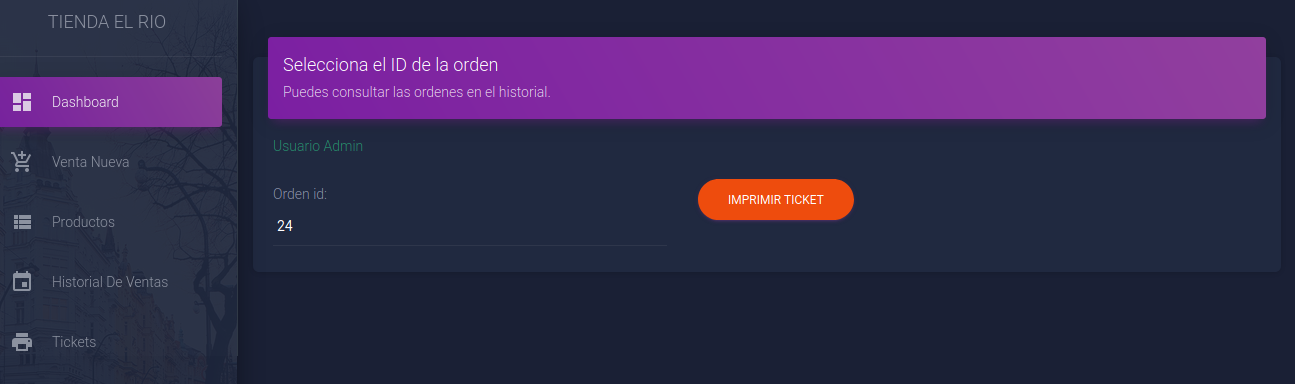 TIENDA EL RIO
Dashboard
Venta Nueva
Productos
Historial De Ventas
Tickets
Selecciona el ID de la orden
Puedes consultar las ordenes en el historial.
Usuario Admin
Orden id:
24
IMPRIMIR TICKET